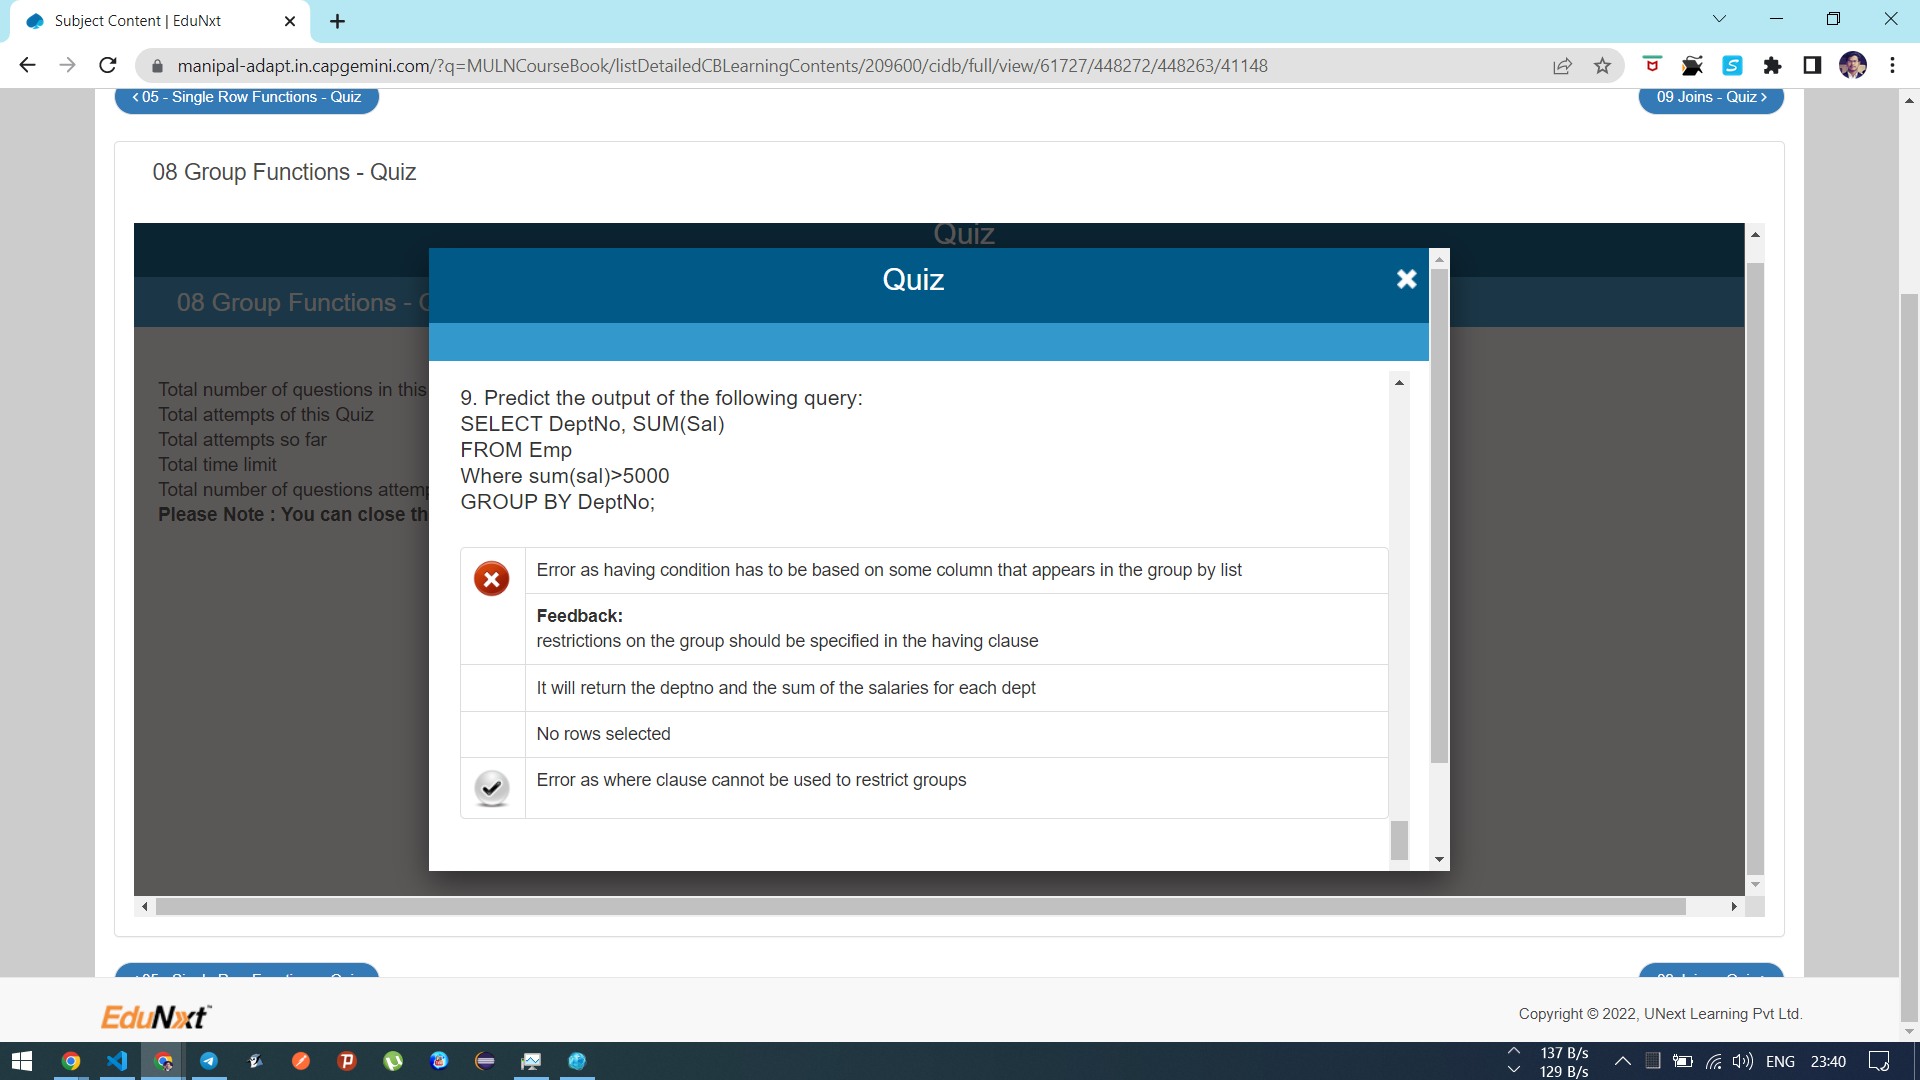 Subject Content | EduNxt
manipal-adapt.in.capgemini.com/?q=MULNCourseBook/listDetailedCBLearningContents/209600/cidb/full/view/61727/448272/448263/41148
05 - Single Row Functions - Quiz
09 Joins - Quiz
08 Group Functions - Quiz
Quiz
Quiz
08 Group Functions - Q
Total number of questions in this
Total attempts of this Quiz
Total attempts so far
Total time limit
Total number of questions attemp
Please Note : You can close th
9. Predict the output of the following query:
SELECT DeptNo, SUM(Sal)
FROM Emp
Where sum(sal)>5000
GROUP BY DeptNo;
Error as having condition has to be based on some column that appears in the group by list
Feedback:
restrictions on the group should be specified in the having clause
It will return the deptno and the sum of the salaries for each dept
No rows selected
Error as where clause cannot be used to restrict groups
EduNxt
Copyright © 2022, UNext Learning Pvt Ltd.
137 B/s
129 B/s
ENG
23:40